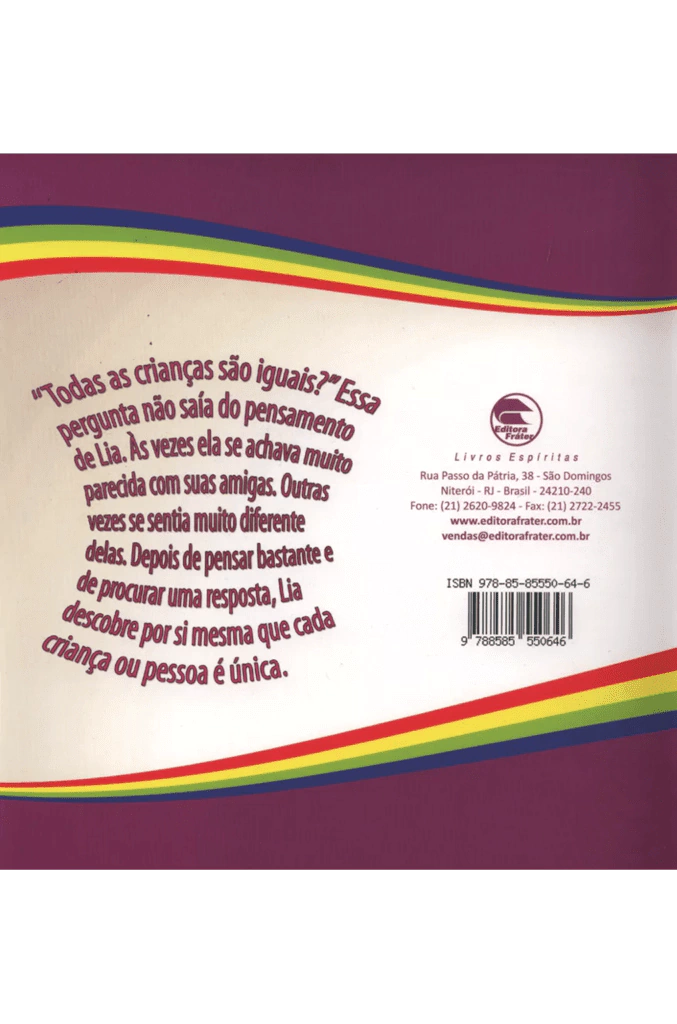 "Todas as crianças são iguais?" Essa
pergunta não saía do pensamento
de Lia. Às vezes ela se achava muito
parecida com suas amigas. Outras
vezes se sentia muito diferente
delas. Depois de pensar bastante e
de procurar uma resposta, Lia
descobre por si mesma que cada
criança ou pessoa é única.
Editora
Fráter
Livros Espíritas
Rua Passo da Pátria, 38 - São Domingos
Niterói - RJ - Brasil - 24210-240
Fone: (21) 2620-9824 - Fax: (21) 2722-2455
www.editorafrater.com.br
vendas@editorafrater.com.br
ISBN 978-85-85550-64-6
9 788585 550646